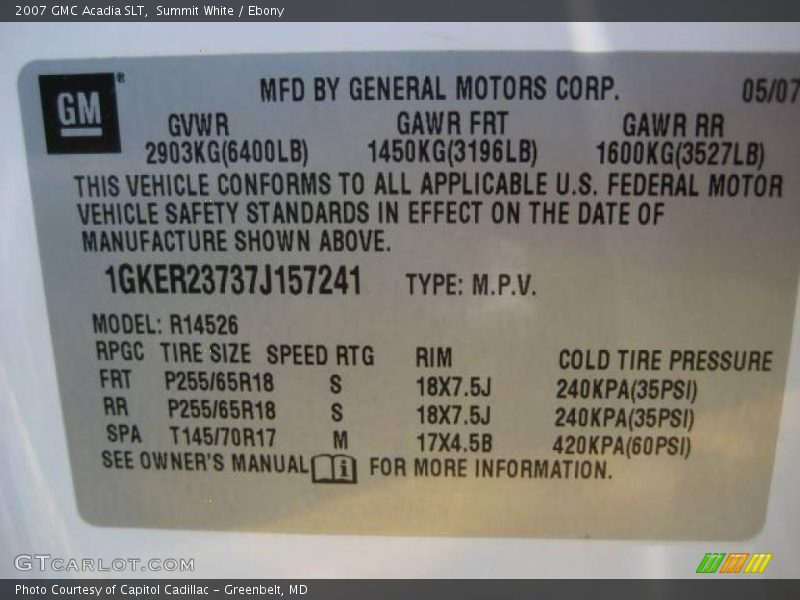 2007 GMC Acadia SLT, Summit White / Ebony
GM®
MFD BY GENERAL MOTORS CORP. 05/07
GVWR GAWR FRT GAWR RR
2903KG(6400LB) 1450KG(3196LB) 1600KG(3527LB)
THIS VEHICLE CONFORMS TO ALL APPLICABLE U.S. FEDERAL MOTOR
VEHICLE SAFETY STANDARDS IN EFFECT ON THE DATE OF
MANUFACTURE SHOWN ABOVE.
1GKER23737J157241 TYPE: M.P.V.
MODEL: R14526
RPGC TIRE SIZE SPEED RTG RIM COLD TIRE PRESSURE
FRT P255/65R18 S 18X7.5J 240KPA(35PSI)
RR P255/65R18 S 18X7.5J 240KPA(35PSI)
SPA T145/70R17 M 17X4.5B 420KPA(60PSI)
SEE OWNER'S MANUAL i FOR MORE INFORMATION.
GTCARLOT.COM
Photo Courtesy of Capitol Cadillac - Greenbelt, MD